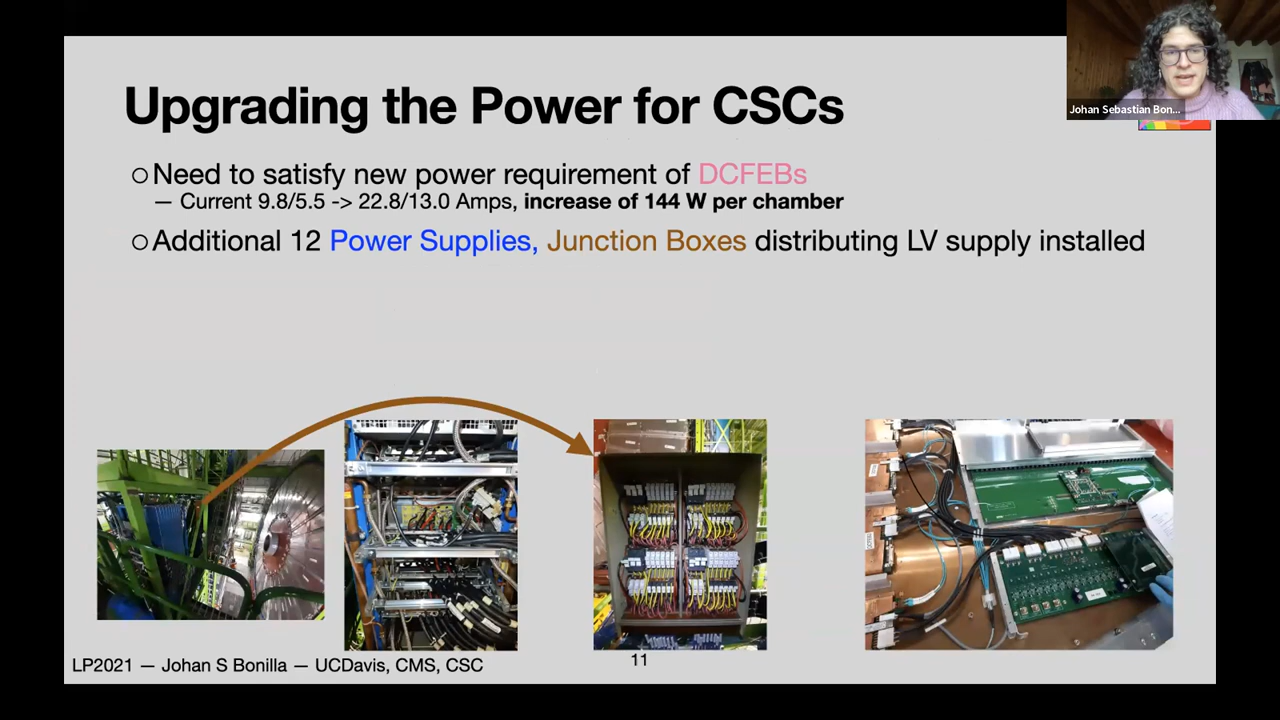 Johan Sebastian Bon...
Upgrading the Power for CSCs
Need to satisfy new power requirement of DCFEBs
— Current 9.8/5.5 -> 22.8/13.0 Amps, increase of 144 W per chamber
Additional 12 Power Supplies, Junction Boxes distributing LV supply installed
LP2021 — Johan S Bonilla — UCDavis, CMS, CSC
11